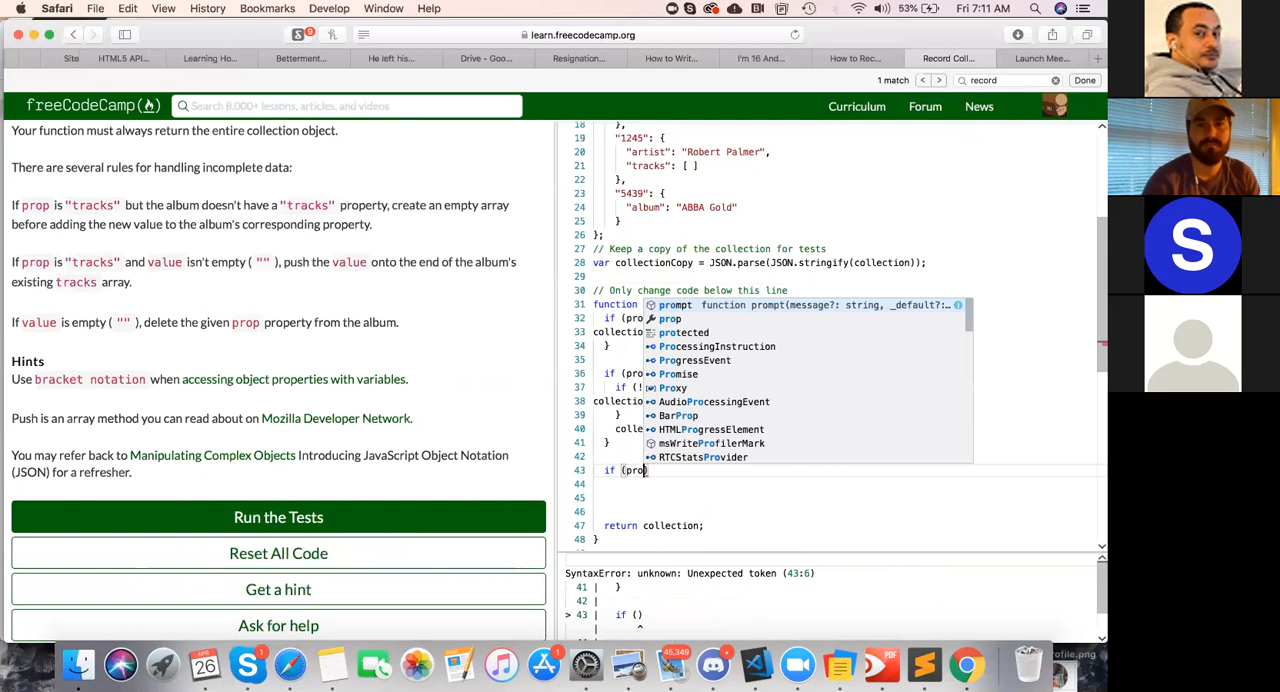 Safari File Edit View History Bookmarks Develop Window Help 53% Fri 7:11 AM
9 learn.freecodecamp.org
Site HTML5 API... Learning Ho... Betterment... He left his... Drive - Goo... Resignation... How to Writ... I'm 16 And... How to Rec... Record Coll... Launch Mee...
1 match record Done
freeCodeCamp Search 8,000+ lessons, articles, and videos Curriculum Forum News
Your function must always return the entire collection object.
There are several rules for handling incomplete data:
If prop is "tracks" but the album doesn't have a "tracks" property, create an empty array
before adding the new value to the album's corresponding property.
If prop is "tracks" and value isn't empty ( "" ), push the value onto the end of the album's
existing tracks array.
If value is empty ( "" ), delete the given prop property from the album.
Hints
Use bracket notation when accessing object properties with variables.
Push is an array method you can read about on Mozilla Developer Network.
You may refer back to Manipulating Complex Objects Introducing JavaScript Object Notation
(JSON) for a refresher.
Run the Tests
Reset All Code
Get a hint
Ask for help
18 },
19 "1245": {
20 "artist": "Robert Palmer",
21 "tracks": [ ]
22 },
23 "5439": {
24 "album": "ABBA Gold"
25 }
26 };
27 // Keep a copy of the collection for tests
28 var collectionCopy = JSON.parse(JSON.stringify(collection));
29
30 // Only change code below this line
31 function
32 if (pro
33 collectio
34 }
35
36 if (pro
37 if (!
38 collectio
39 }
40 colle
41 }
42
43 if (pro)
44
45
46
47 return collection;
48 }
prompt function prompt(message?: string, _default?:...
prop
protected
ProcessingInstruction
ProgressEvent
Promise
Proxy
AudioProcessingEvent
BarProp
HTMLProgressElement
msWriteProfilerMark
RTCStatsProvider
SyntaxError: unknown: Unexpected token (43:6)
41 | }
42 |
> 43 | if ()
| ^
S
APR
26
1
1
45,349
PDF
rofile.png